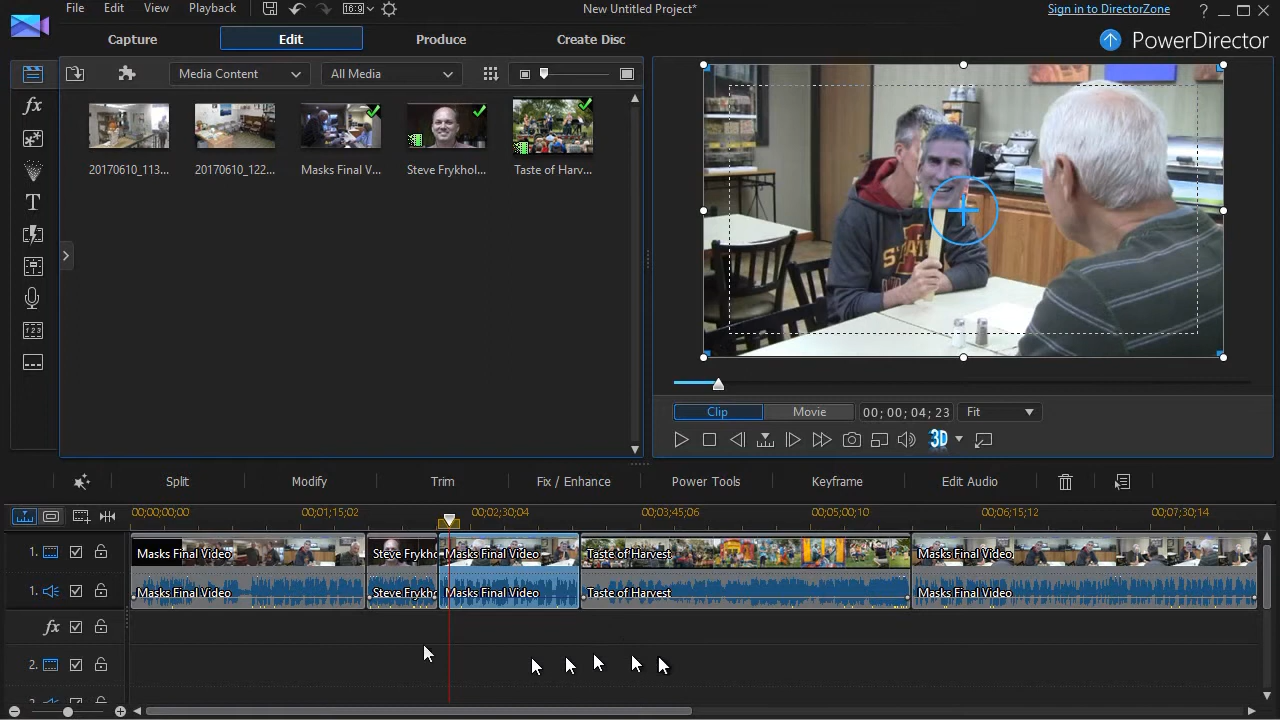 File Edit View Playback 16:9 New Untitled Project* Sign in to DirectorZone ?
Capture Edit Produce Create Disc PowerDirector
Media Content All Media
20170610_113... 20170610_122... Masks Final V... Steve Frykhol... Taste of Harv...
Clip Movie 00; 00; 04; 23 Fit
3D
Split Modify Trim Fix / Enhance Power Tools Keyframe Edit Audio
00;00;00;00 00;01;15;02 00;02;30;04 00;03;45;06 00;05;00;10 00;06;15;12 00;07;30;14
1. Masks Final Video Steve Frykho Masks Final Video Taste of Harvest Masks Final Video
1. Masks Final Video Steve Frykho Masks Final Video Taste of Harvest Masks Final Video
fx
2.